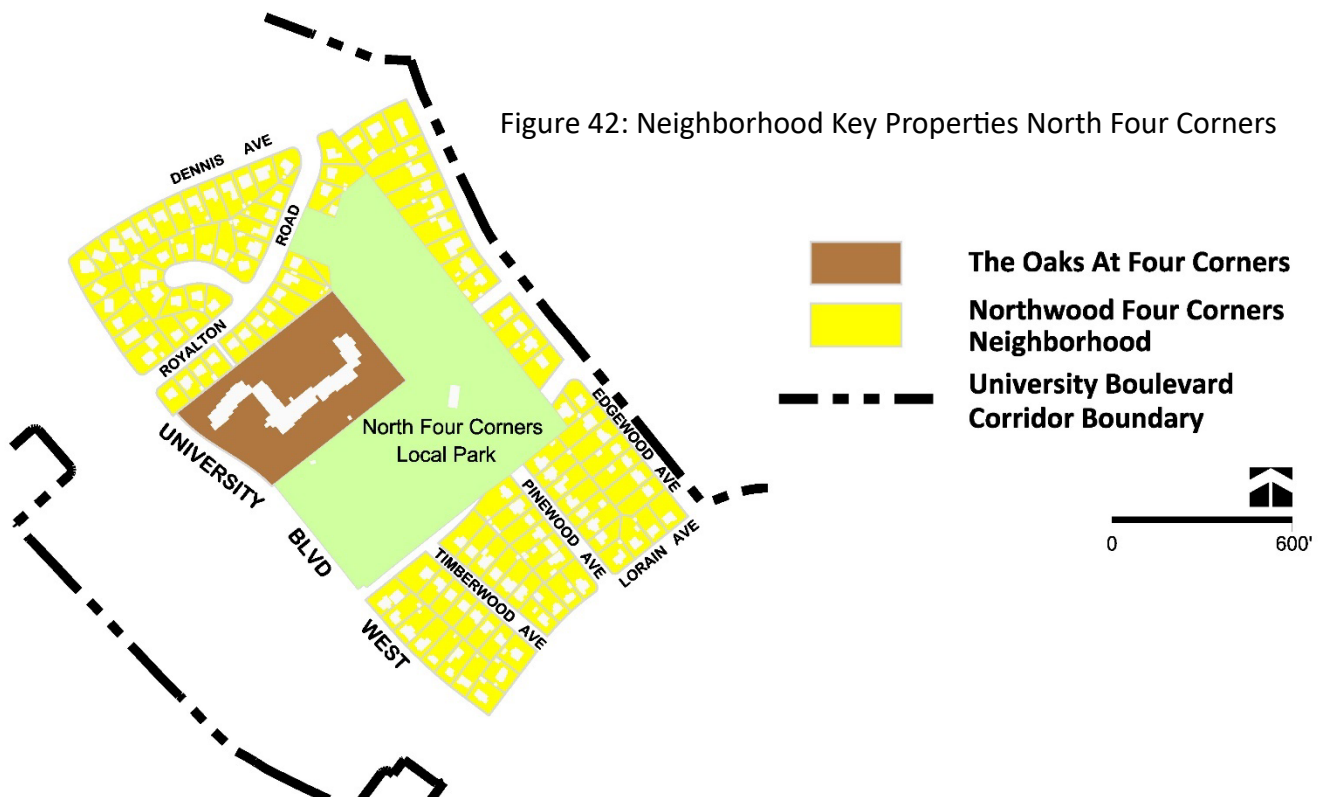 Figure 42: Neighborhood Key Properties North Four Corners
DENNIS AVE
ROAD
ROYALTON
The Oaks At Four Corners
Northwood Four Corners
Neighborhood
University Boulevard
Corridor Boundary
North Four Corners
Local Park
UNIVERSITY
BLVD
WEST
EDGEWOOD AVE
PINEWOOD AVE
LORAIN AVE
TIMBERWOOD AVE
0 600'